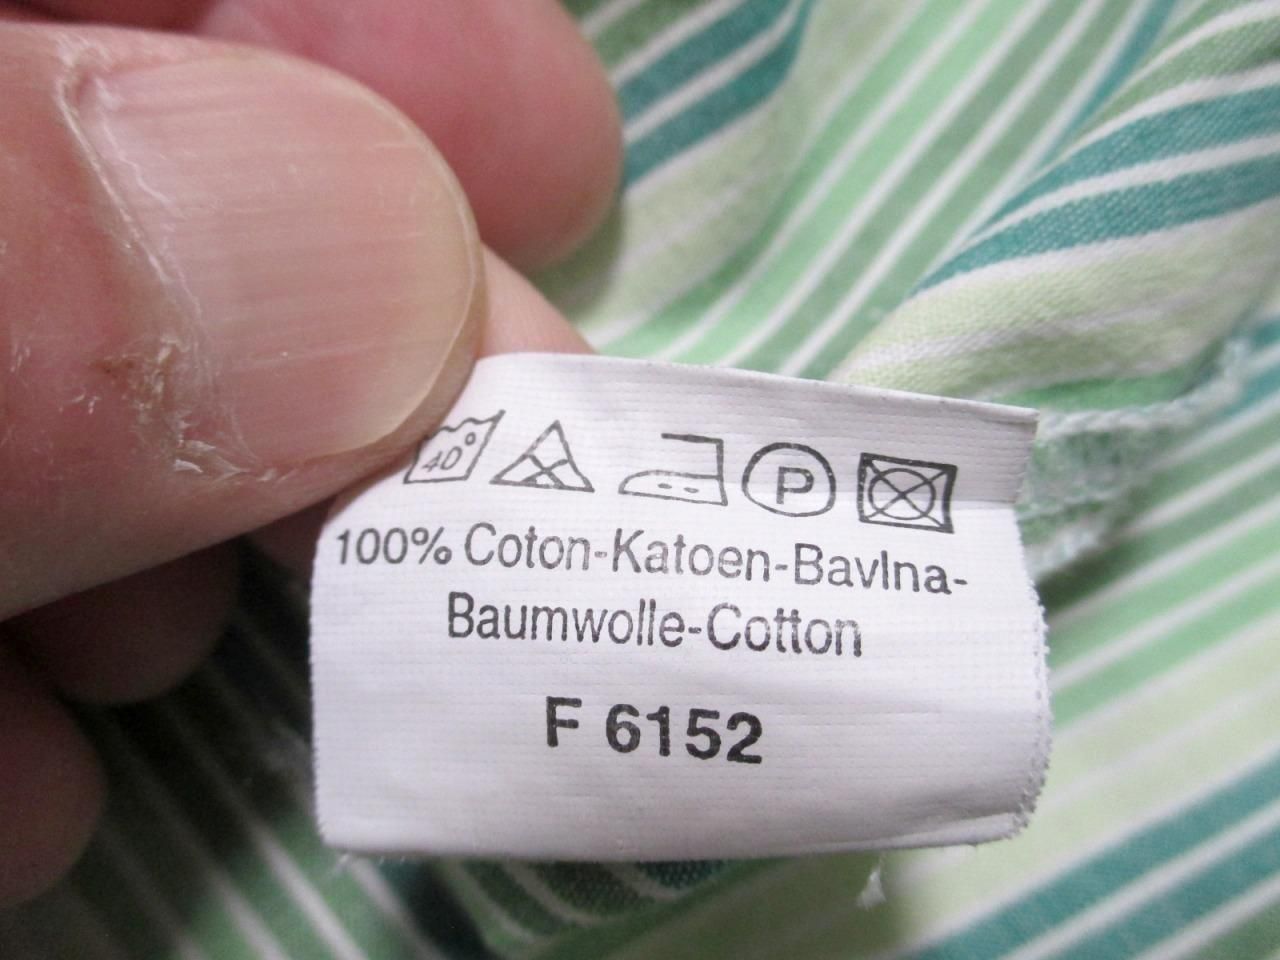 40°
P
100% Coton-Katoen-Bavlna-
Baumwolle-Cotton
F 6152